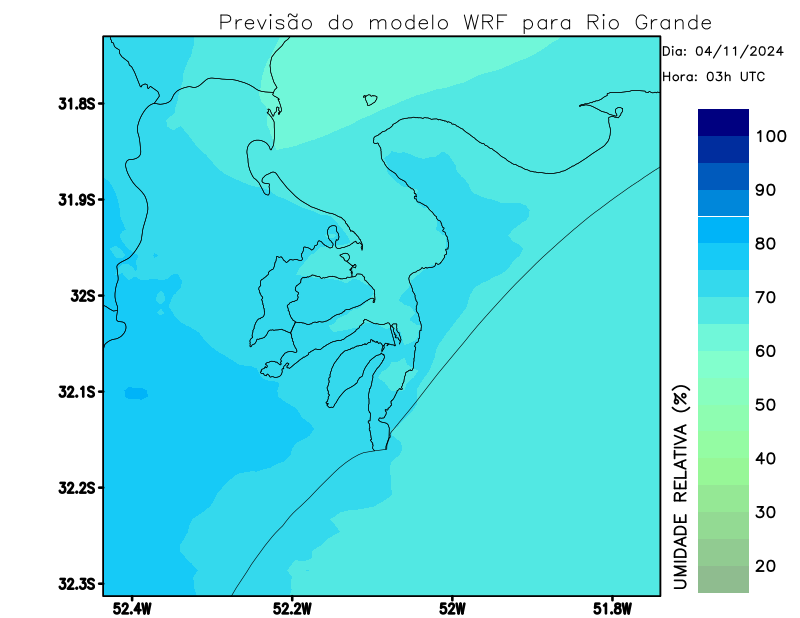 Previsão do modelo WRF para Rio Grande
Dia: 04/11/2024
Hora: 03h UTC
31.8S
31.9S
32S
32.1S
32.2S
32.3S
52.4W
52.2W
52W
51.8W
100
90
80
70
60
50
40
30
20
UMIDADE RELATIVA (%)